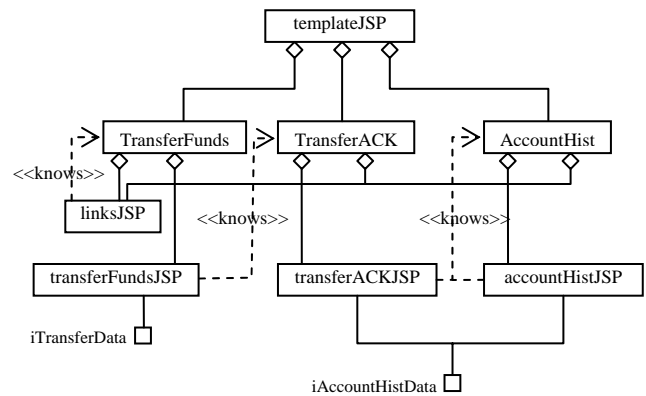 templateJSP
TransferFunds
TransferACK
AccountHist
<<knows>>
linksJSP
<<knows>>
<<knows>>
transferFundsJSP
transferACKJSP
accountHistJSP
iTransferData
iAccountHistData